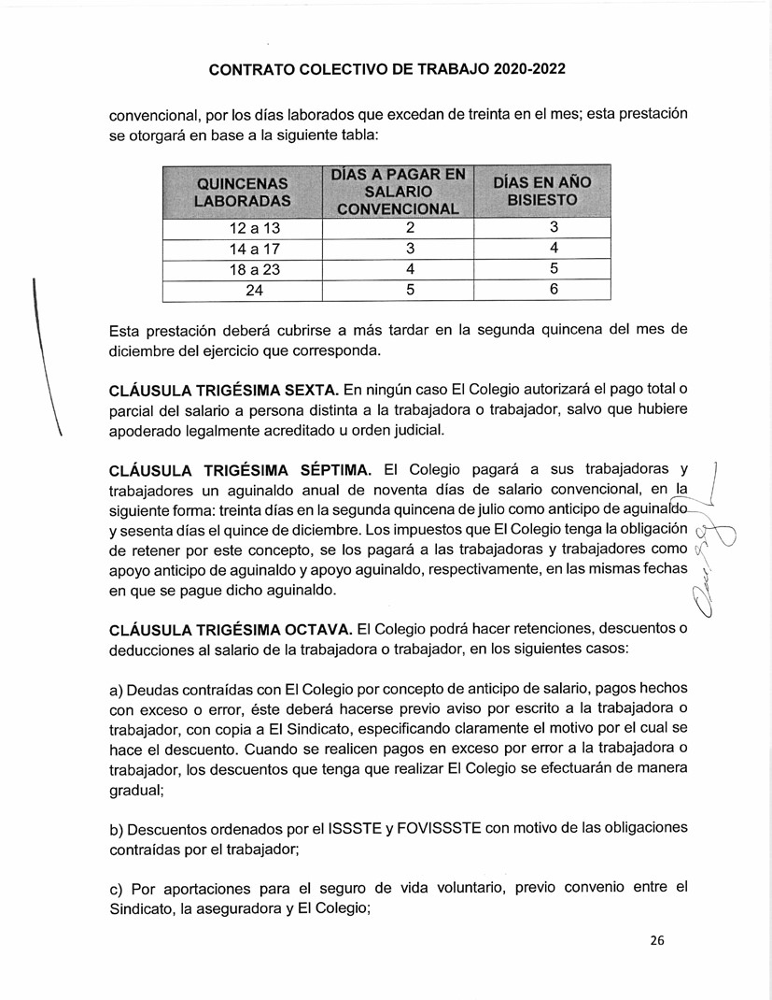 CONTRATO COLECTIVO DE TRABAJO 2020-2022
convencional, por los días laborados que excedan de treinta en el mes; esta prestación
se otorgará en base a la siguiente tabla:
QUINCENAS LABORADAS | DÍAS A PAGAR EN SALARIO CONVENCIONAL | DÍAS EN AÑO BISIESTO
12 a 13 | 2 | 3
14 a 17 | 3 | 4
18 a 23 | 4 | 5
24 | 5 | 6
Esta prestación deberá cubrirse a más tardar en la segunda quincena del mes de
diciembre del ejercicio que corresponda.
CLÁUSULA TRIGÉSIMA SEXTA. En ningún caso El Colegio autorizará el pago total o
parcial del salario a persona distinta a la trabajadora o trabajador, salvo que hubiere
apoderado legalmente acreditado u orden judicial.
CLÁUSULA TRIGÉSIMA SÉPTIMA. El Colegio pagará a sus trabajadoras y
trabajadores un aguinaldo anual de noventa días de salario convencional, en la
siguiente forma: treinta días en la segunda quincena de julio como anticipo de aguinaldo
y sesenta días el quince de diciembre. Los impuestos que El Colegio tenga la obligación
de retener por este concepto, se los pagará a las trabajadoras y trabajadores como
apoyo anticipo de aguinaldo y apoyo aguinaldo, respectivamente, en las mismas fechas
en que se pague dicho aguinaldo.
CLÁUSULA TRIGÉSIMA OCTAVA. El Colegio podrá hacer retenciones, descuentos o
deducciones al salario de la trabajadora o trabajador, en los siguientes casos:
a) Deudas contraídas con El Colegio por concepto de anticipo de salario, pagos hechos
con exceso o error, éste deberá hacerse previo aviso por escrito a la trabajadora o
trabajador, con copia a El Sindicato, especificando claramente el motivo por el cual se
hace el descuento. Cuando se realicen pagos en exceso por error a la trabajadora o
trabajador, los descuentos que tenga que realizar El Colegio se efectuarán de manera
gradual;
b) Descuentos ordenados por el ISSSTE y FOVISSSTE con motivo de las obligaciones
contraídas por el trabajador;
c) Por aportaciones para el seguro de vida voluntario, previo convenio entre el
Sindicato, la aseguradora y El Colegio;
26